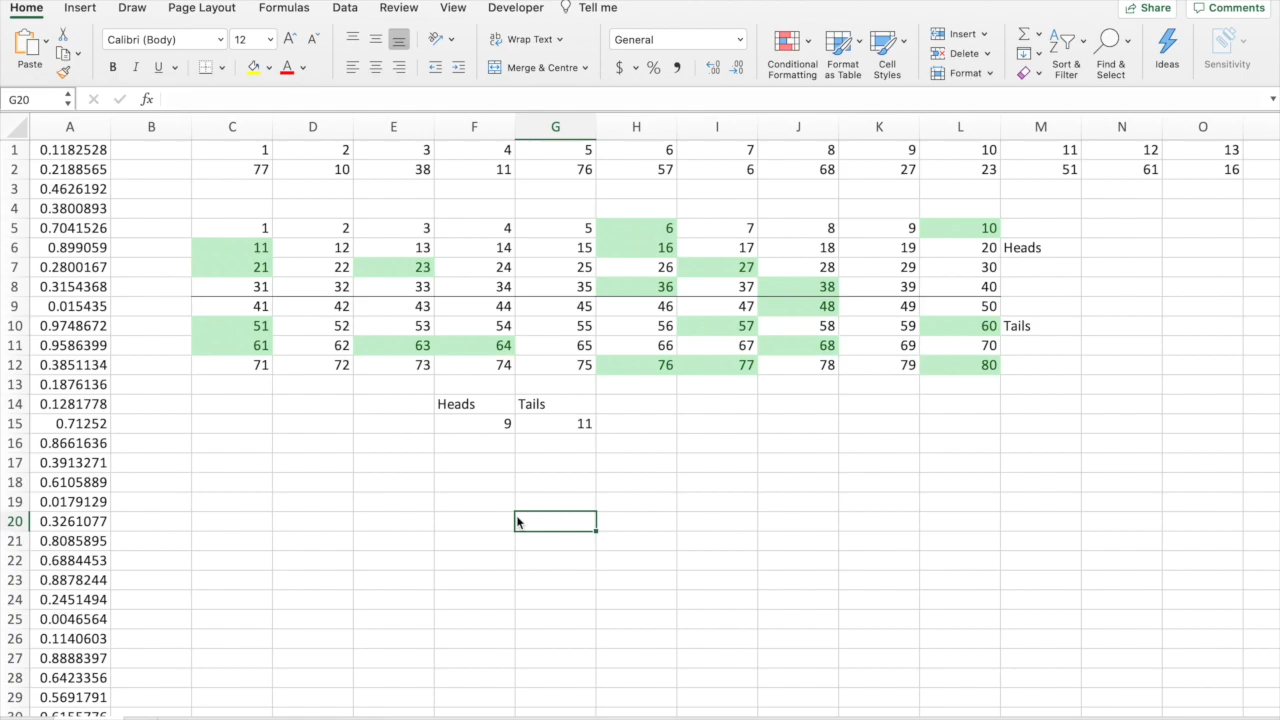 Home Insert Draw Page Layout Formulas Data Review View Developer Tell me Share Comments
Calibri (Body) 12 A A Wrap Text General Insert
Delete
Paste B I U A Merge & Centre $ % Conditional Formatting Format as Table Cell Styles Format Sort & Filter Find & Select Ideas Sensitivity
G20 fx
A B C D E F G H I J K L M N O
1 0.1182528 1 2 3 4 5 6 7 8 9 10 11 12 13
2 0.2188565 77 10 38 11 76 57 6 68 27 23 51 61 16
3 0.4626192
4 0.3800893
5 0.7041526 1 2 3 4 5 6 7 8 9 10
6 0.899059 11 12 13 14 15 16 17 18 19 20 Heads
7 0.2800167 21 22 23 24 25 26 27 28 29 30
8 0.3154368 31 32 33 34 35 36 37 38 39 40
9 0.015435 41 42 43 44 45 46 47 48 49 50
10 0.9748672 51 52 53 54 55 56 57 58 59 60 Tails
11 0.9586399 61 62 63 64 65 66 67 68 69 70
12 0.3851134 71 72 73 74 75 76 77 78 79 80
13 0.1876136
14 0.1281778 Heads Tails
15 0.71252 9 11
16 0.8661636
17 0.3913271
18 0.6105889
19 0.0179129
20 0.3261077
21 0.8085895
22 0.6884453
23 0.8878244
24 0.2451494
25 0.0046564
26 0.1140603
27 0.8888397
28 0.6423356
29 0.5691791